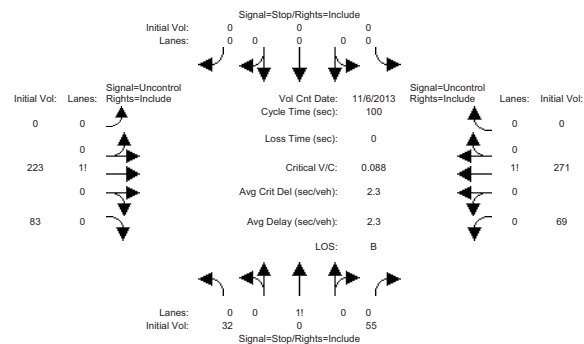 Signal=Stop/Rights=Include
Initial Vol: 0 0 0
Lanes: 0 0 0 0 0
Signal=Uncontrol
Rights=Include
Initial Vol: Lanes:
Vol Cnt Date: 11/6/2013
Cycle Time (sec): 100
Signal=Uncontrol
Rights=Include
Lanes: Initial Vol:
0 0
0 0
Loss Time (sec): 0
0
0
223 1!
Critical V/C: 0.088
1! 271
0
Avg Crit Del (sec/veh): 2.3
0
83 0
Avg Delay (sec/veh): 2.3
0 69
LOS: B
Lanes: 0 0 1! 0 0
Initial Vol: 32 0 55
Signal=Stop/Rights=Include